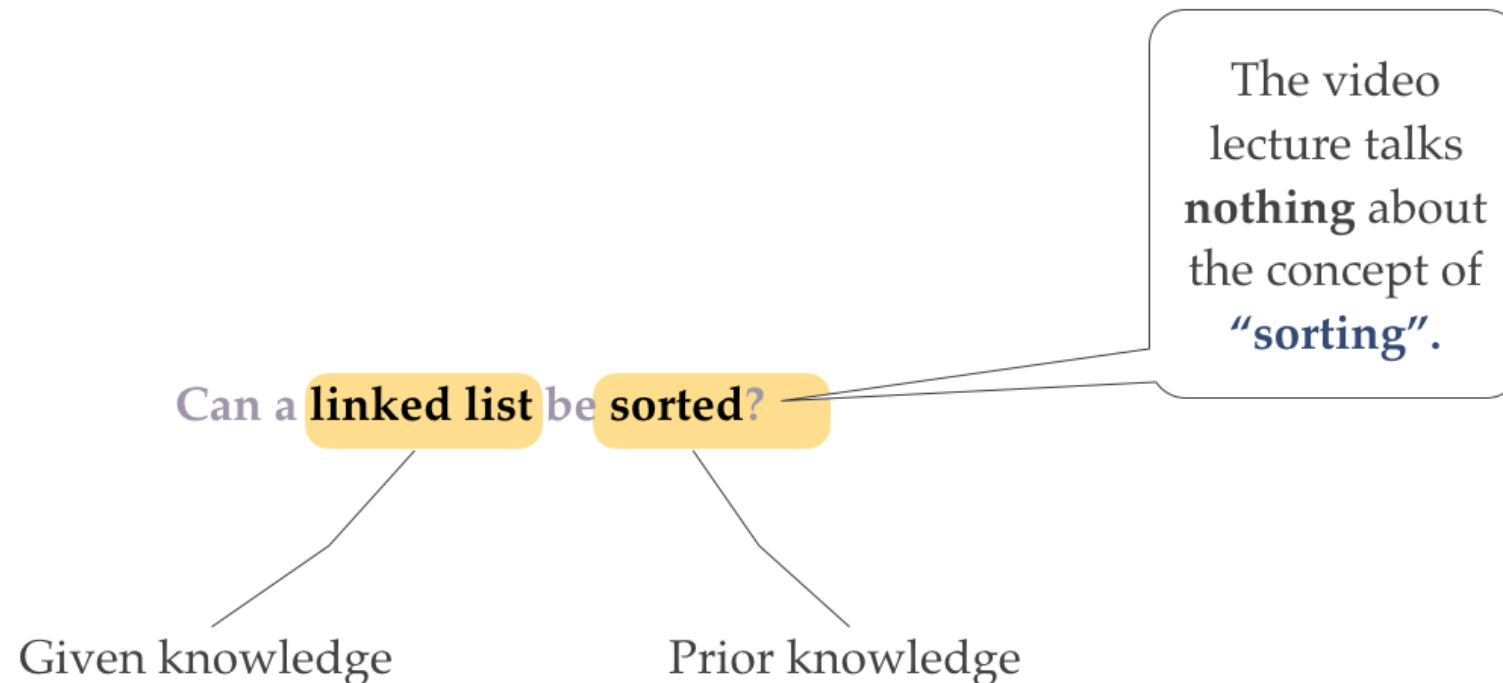 The video
lecture talks
nothing about
the concept of
“sorting”.
Can a linked list be sorted?
Given knowledge
Prior knowledge